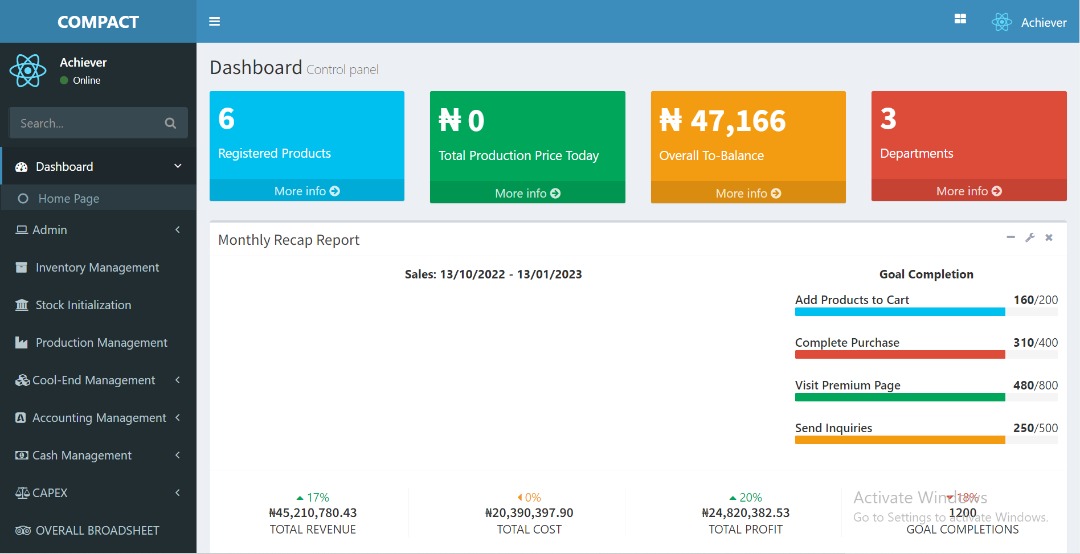 COMPACT
Achiever
Achiever
Online
Search...
Dashboard
Home Page
Admin
Inventory Management
Stock Initialization
Production Management
Cool-End Management
Accounting Management
Cash Management
CAPEX
OVERALL BROADSHEET
Dashboard Control panel
6
Registered Products
More info
₦ 0
Total Production Price Today
More info
₦ 47,166
Overall To-Balance
More info
3
Departments
More info
Monthly Recap Report
Sales: 13/10/2022 - 13/01/2023
Goal Completion
Add Products to Cart 160/200
Complete Purchase 310/400
Visit Premium Page 480/800
Send Inquiries 250/500
17%
₦45,210,780.43
TOTAL REVENUE
0%
₦20,390,397.90
TOTAL COST
20%
₦24,820,382.53
TOTAL PROFIT
18%
1200
GOAL COMPLETIONS
Activate Windows
Go to Settings to activate Windows.